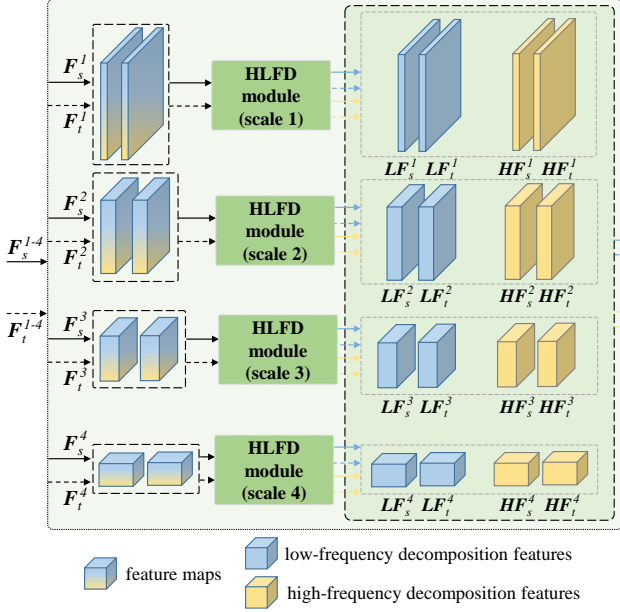 F_s^1
F_t^1
HLFD
module
(scale 1)
LF_s^1 LF_t^1 HF_s^1 HF_t^1
F_s^2
F_t^2
HLFD
module
(scale 2)
LF_s^2 LF_t^2 HF_s^2 HF_t^2
F_s^{1-4}
F_t^{1-4}
F_s^3
F_t^3
HLFD
module
(scale 3)
LF_s^3 LF_t^3 HF_s^3 HF_t^3
F_s^4
F_t^4
HLFD
module
(scale 4)
LF_s^4 LF_t^4 HF_s^4 HF_t^4
feature maps
low-frequency decomposition features
high-frequency decomposition features